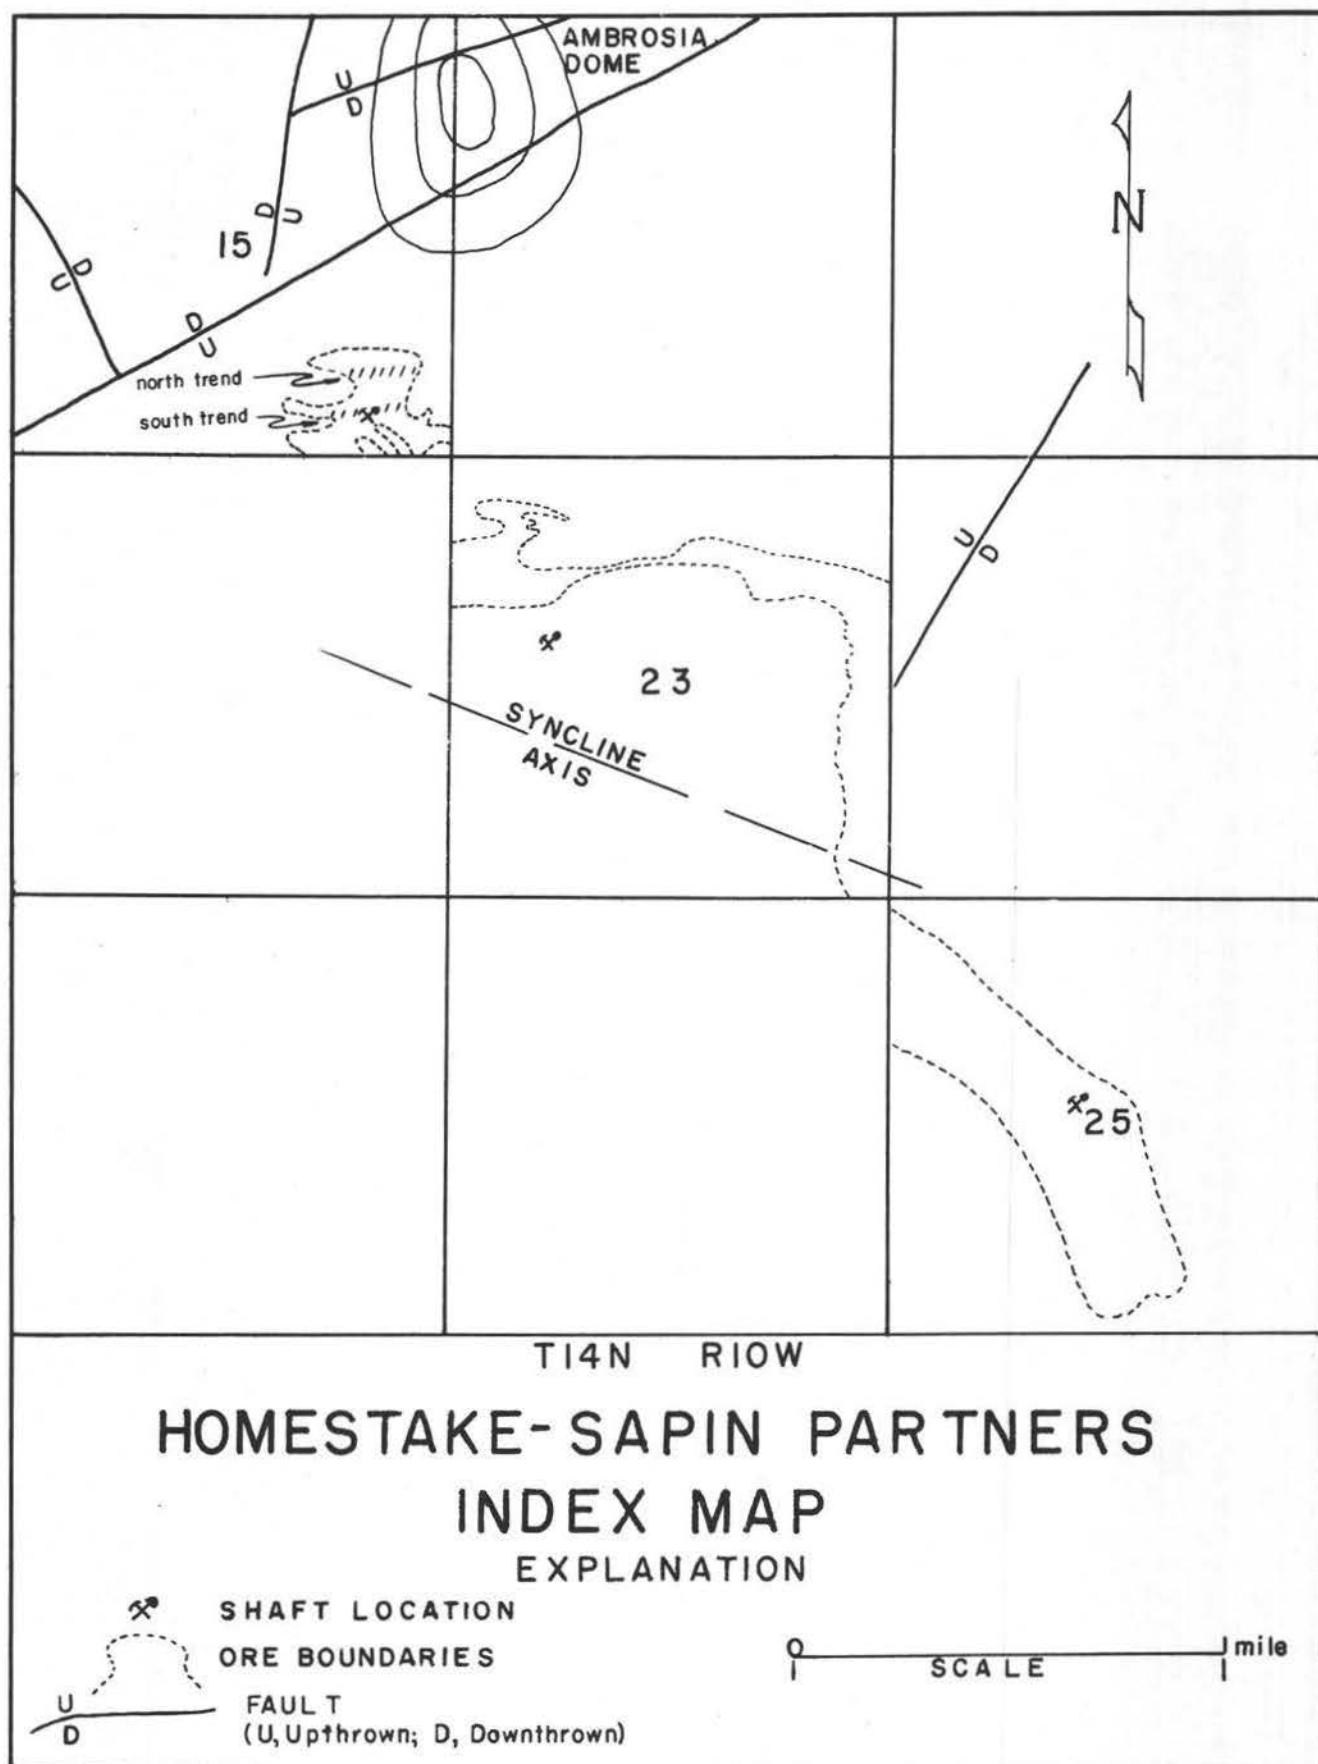 AMBROSIA
DOME
U
D
D
U
15
D
U
D
U
N
north trend
south trend
U
D
23
SYNCLINE
AXIS
25
T14N R10W
HOMESTAKE-SAPIN PARTNERS
INDEX MAP
EXPLANATION
SHAFT LOCATION
ORE BOUNDARIES
0 1 mile
SCALE
U
D
FAULT
(U, Upthrown; D, Downthrown)